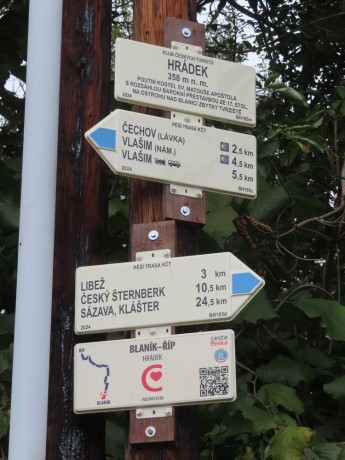 KLUB ČESKÝCH TURISTŮ
HRÁDEK
358 m n. m.
POUTNÍ KOSTEL SV. MATOUŠE APOŠTOLA
S ROZSÁHLOU BAROKNÍ PŘESTAVBOU ZE 17. STOL.
NA OSTROHU NAD BLANICÍ ZBYTKY TVRZIŠTĚ
2024
PĚŠÍ TRASA KČT
ČECHOV (LÁVKA) 2,5 km
VLAŠIM (NÁM.) 4,5 km
VLAŠIM 5,5 km
2024
PĚŠÍ TRASA KČT
LIBEŽ 3 km
ČESKÝ ŠTERNBERK 10,5 km
SÁZAVA, KLÁŠTER 24,5 km
2024
BLANÍK–ŘÍP
HRÁDEK
ŘÍP
BLANÍK
cesta
česka